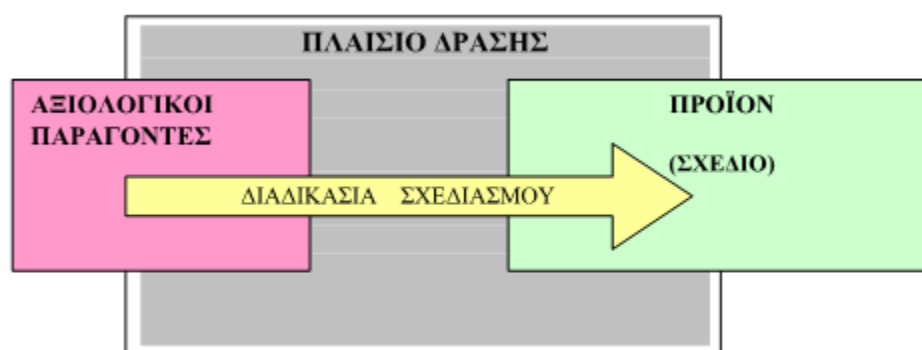 ΠΛΑΙΣΙΟ ΔΡΑΣΗΣ
ΑΞΙΟΛΟΓΙΚΟΙ
ΠΑΡΑΓΟΝΤΕΣ
ΠΡΟΪΟΝ
(ΣΧΕΔΙΟ)
ΔΙΑΔΙΚΑΣΙΑ ΣΧΕΔΙΑΣΜΟΥ